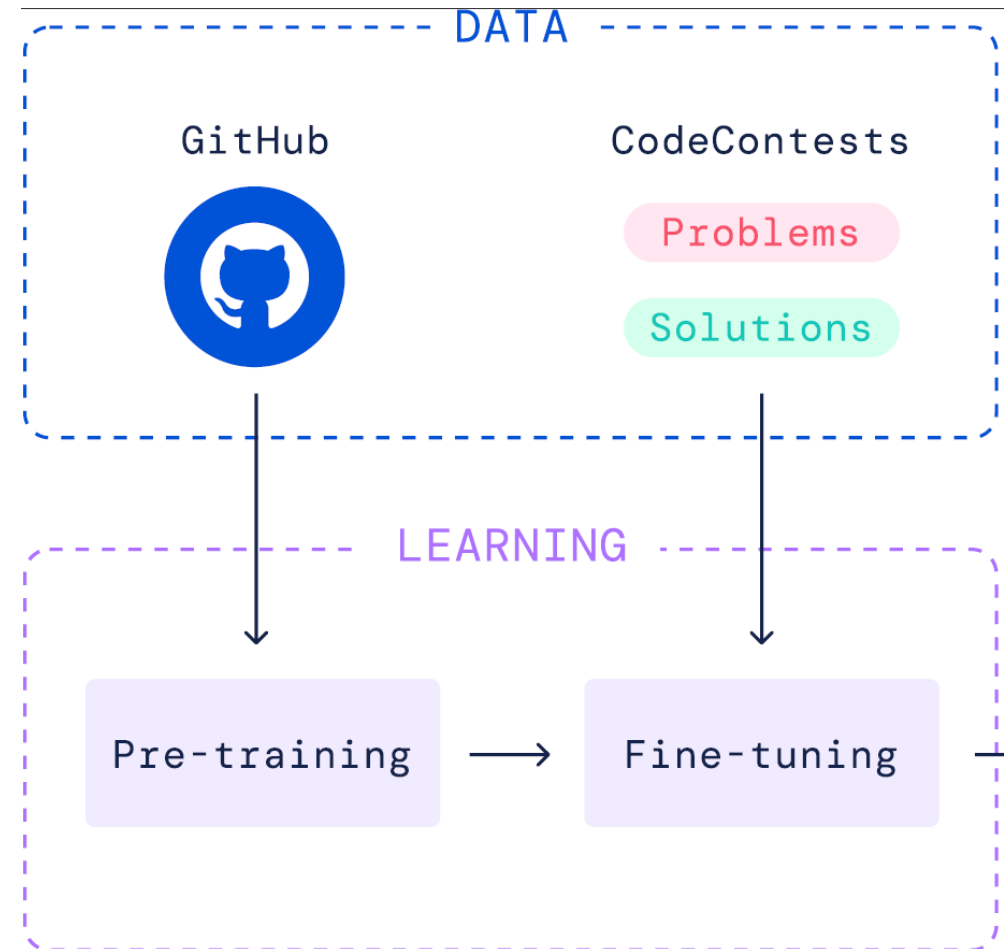 DATA
GitHub
CodeContests
Problems
Solutions
LEARNING
Pre-training
Fine-tuning